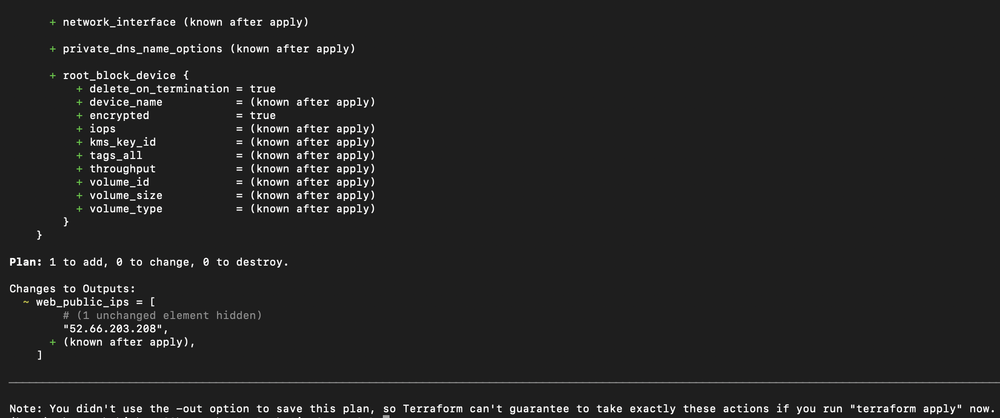 + network_interface (known after apply)
+ private_dns_name_options (known after apply)
+ root_block_device {
+ delete_on_termination = true
+ device_name = (known after apply)
+ encrypted = true
+ iops = (known after apply)
+ kms_key_id = (known after apply)
+ tags_all = (known after apply)
+ throughput = (known after apply)
+ volume_id = (known after apply)
+ volume_size = (known after apply)
+ volume_type = (known after apply)
}
}
Plan: 1 to add, 0 to change, 0 to destroy.
Changes to Outputs:
~ web_public_ips = [
# (1 unchanged element hidden)
"52.66.203.208",
+ (known after apply),
]
Note: You didn't use the -out option to save this plan, so Terraform can't guarantee to take exactly these actions if you run "terraform apply" now.